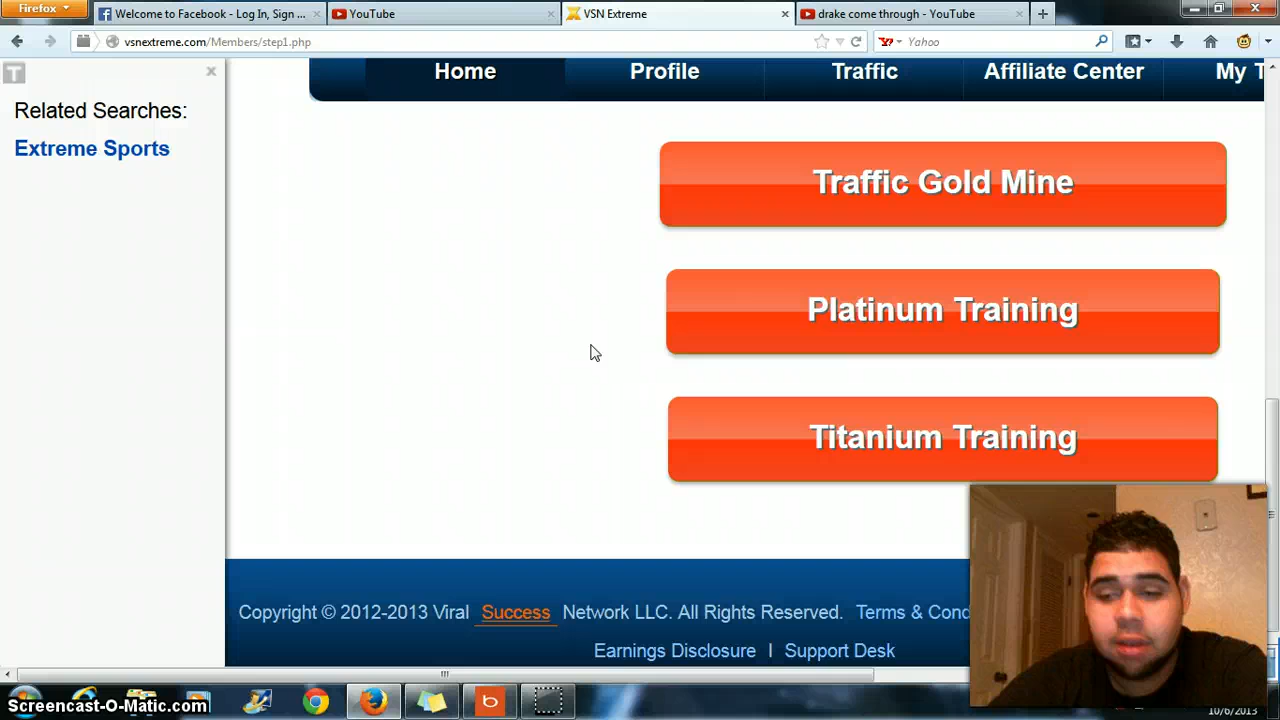 Firefox
Welcome to Facebook - Log In, Sign ...
YouTube
VSN Extreme
drake come through - YouTube
vsnextreme.com/Members/step1.php
Yahoo
T
Related Searches:
Extreme Sports
Home
Profile
Traffic
Affiliate Center
My T
Traffic Gold Mine
Platinum Training
Titanium Training
Copyright © 2012-2013 Viral Success Network LLC. All Rights Reserved. Terms & Cond
Earnings Disclosure | Support Desk
Screencast-O-Matic.com
10/6/2013